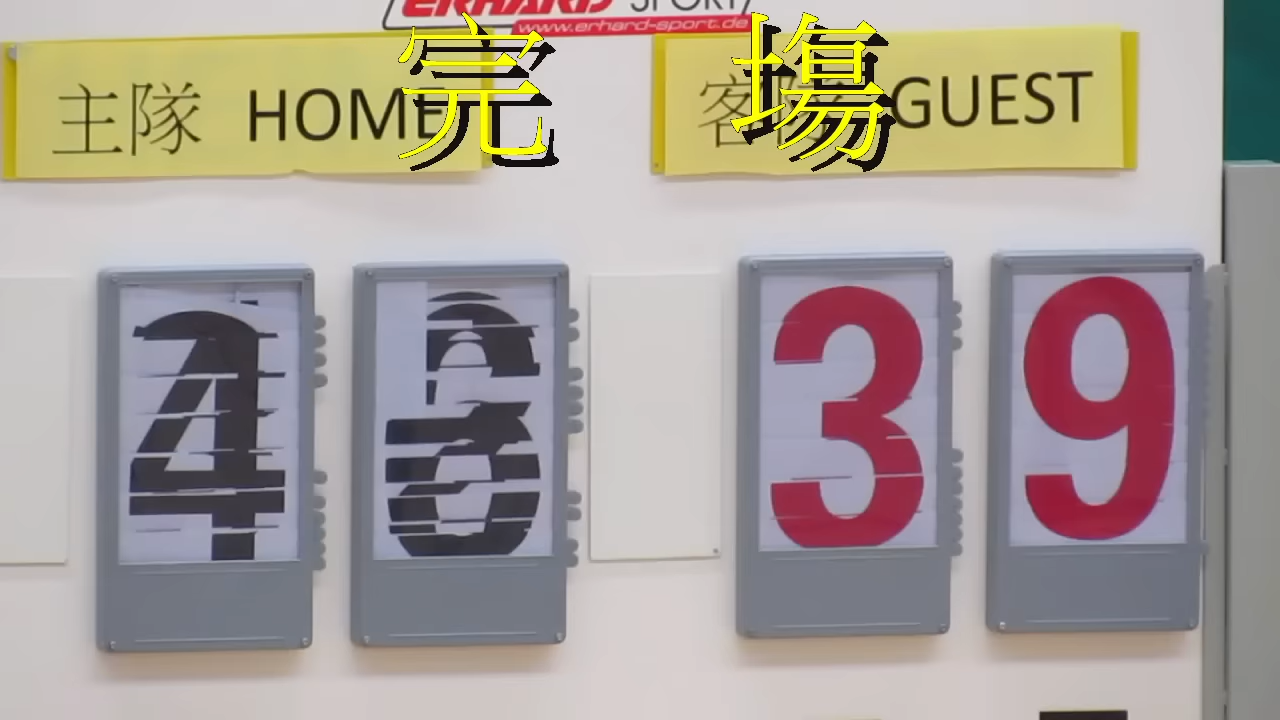 ERHARD SPORT
www.erhard-sport.de
完 場
主隊 HOME
客隊 GUEST
39